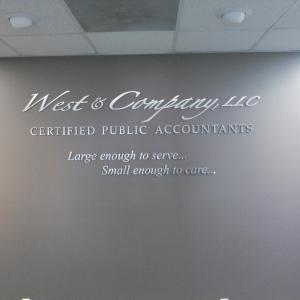 West & Company, LLC
CERTIFIED PUBLIC ACCOUNTANTS
Large enough to serve...
Small enough to care...